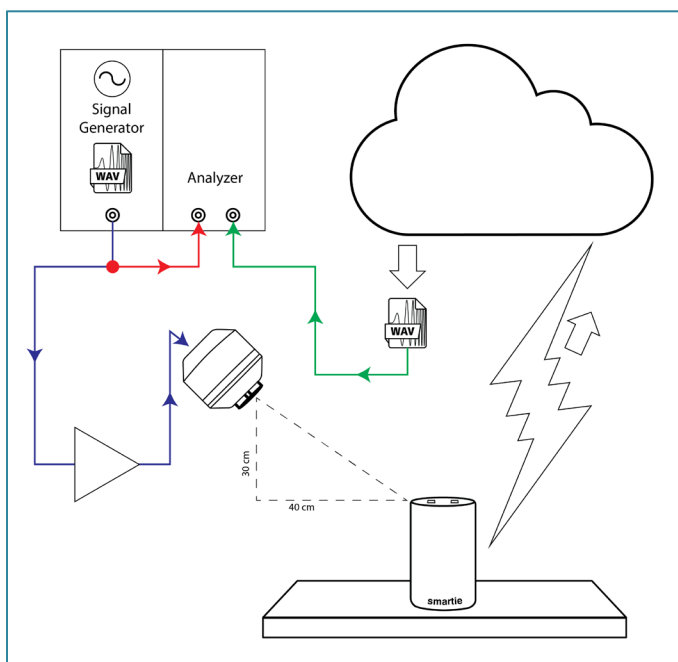 Signal
Generator
WAV
Analyzer
WAV
30 cm
40 cm
smartie